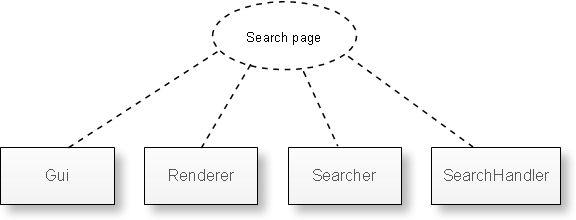 Search page
Gui
Renderer
Searcher
SearchHandler